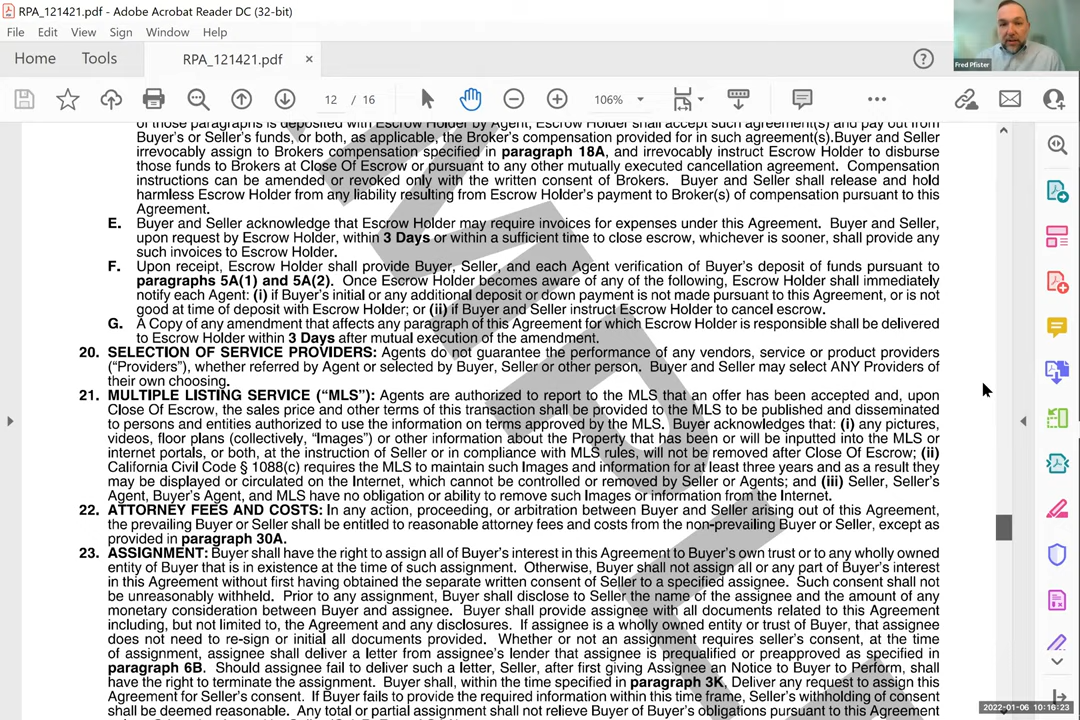 RPA_121421.pdf - Adobe Acrobat Reader DC (32-bit)
File Edit View Sign Window Help
Home Tools RPA_121421.pdf ×
12 / 16 106%
Fred Pfister
of those paragraphs is deposited with Escrow Holder by Agent, Escrow Holder shall accept such agreement(s) and pay out from
Buyer's or Seller's funds, or both, as applicable, the Broker's compensation provided for in such agreement(s).Buyer and Seller
irrevocably assign to Brokers compensation specified in paragraph 18A, and irrevocably instruct Escrow Holder to disburse
those funds to Brokers at Close Of Escrow or pursuant to any other mutually executed cancellation agreement. Compensation
instructions can be amended or revoked only with the written consent of Brokers. Buyer and Seller shall release and hold
harmless Escrow Holder from any liability resulting from Escrow Holder's payment to Broker(s) of compensation pursuant to this
Agreement.
E. Buyer and Seller acknowledge that Escrow Holder may require invoices for expenses under this Agreement. Buyer and Seller,
upon request by Escrow Holder, within 3 Days or within a sufficient time to close escrow, whichever is sooner, shall provide any
such invoices to Escrow Holder.
F. Upon receipt, Escrow Holder shall provide Buyer, Seller, and each Agent verification of Buyer's deposit of funds pursuant to
paragraphs 5A(1) and 5A(2). Once Escrow Holder becomes aware of any of the following, Escrow Holder shall immediately
notify each Agent: (i) if Buyer's initial or any additional deposit or down payment is not made pursuant to this Agreement, or is not
good at time of deposit with Escrow Holder; or (ii) if Buyer and Seller instruct Escrow Holder to cancel escrow.
G. A Copy of any amendment that affects any paragraph of this Agreement for which Escrow Holder is responsible shall be delivered
to Escrow Holder within 3 Days after mutual execution of the amendment.
20. SELECTION OF SERVICE PROVIDERS: Agents do not guarantee the performance of any vendors, service or product providers
("Providers"), whether referred by Agent or selected by Buyer, Seller or other person. Buyer and Seller may select ANY Providers of
their own choosing.
21. MULTIPLE LISTING SERVICE ("MLS"): Agents are authorized to report to the MLS that an offer has been accepted and, upon
Close Of Escrow, the sales price and other terms of this transaction shall be provided to the MLS to be published and disseminated
to persons and entities authorized to use the information on terms approved by the MLS. Buyer acknowledges that: (i) any pictures,
videos, floor plans (collectively, "Images") or other information about the Property that has been or will be inputted into the MLS or
internet portals, or both, at the instruction of Seller or in compliance with MLS rules, will not be removed after Close Of Escrow; (ii)
California Civil Code § 1088(c) requires the MLS to maintain such Images and information for at least three years and as a result they
may be displayed or circulated on the Internet, which cannot be controlled or removed by Seller or Agents; and (iii) Seller, Seller's
Agent, Buyer's Agent, and MLS have no obligation or ability to remove such Images or information from the Internet.
22. ATTORNEY FEES AND COSTS: In any action, proceeding, or arbitration between Buyer and Seller arising out of this Agreement,
the prevailing Buyer or Seller shall be entitled to reasonable attorney fees and costs from the non-prevailing Buyer or Seller, except as
provided in paragraph 30A.
23. ASSIGNMENT: Buyer shall have the right to assign all of Buyer's interest in this Agreement to Buyer's own trust or to any wholly owned
entity of Buyer that is in existence at the time of such assignment. Otherwise, Buyer shall not assign all or any part of Buyer's interest
in this Agreement without first having obtained the separate written consent of Seller to a specified assignee. Such consent shall not
be unreasonably withheld. Prior to any assignment, Buyer shall disclose to Seller the name of the assignee and the amount of any
monetary consideration between Buyer and assignee. Buyer shall provide assignee with all documents related to this Agreement
including, but not limited to, the Agreement and any disclosures. If assignee is a wholly owned entity or trust of Buyer, that assignee
does not need to re-sign or initial all documents provided. Whether or not an assignment requires seller's consent, at the time
of assignment, assignee shall deliver a letter from assignee's lender that assignee is prequalified or preapproved as specified in
paragraph 6B. Should assignee fail to deliver such a letter, Seller, after first giving Assignee an Notice to Buyer to Perform, shall
have the right to terminate the assignment. Buyer shall, within the time specified in paragraph 3K, Deliver any request to assign this
Agreement for Seller's consent. If Buyer fails to provide the required information within this time frame, Seller's withholding of consent
shall be deemed reasonable. Any total or partial assignment shall not relieve Buyer of Buyer's obligations pursuant to this Agreement
2022-01-06 10:16:23